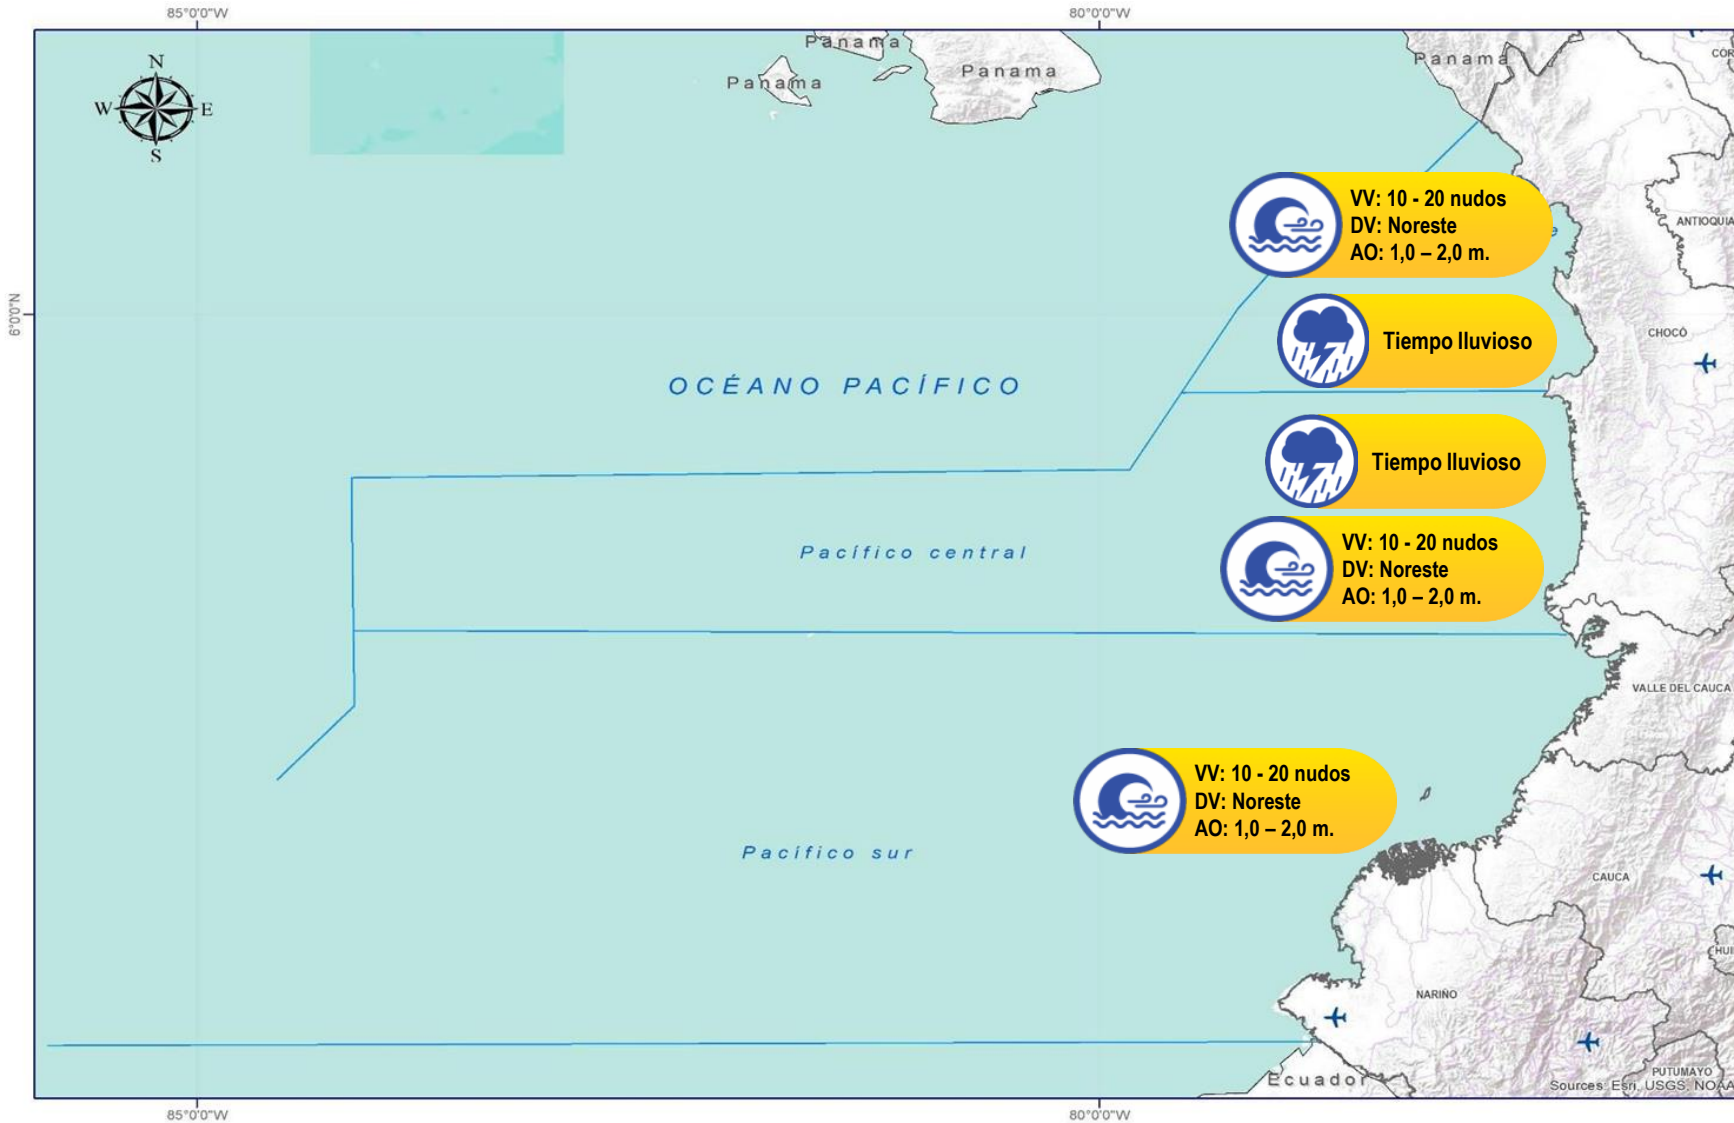 85°0'0"W
80°0'0"W
N
W E
S
Panama
Panama
Panama
Panama
ANTIOQUIA
VV: 10 - 20 nudos
DV: Noreste
AO: 1,0 – 2,0 m.
6°0'0"N
Tiempo lluvioso
CHOCÓ
OCÉANO PACÍFICO
Tiempo lluvioso
Pacífico central
VV: 10 - 20 nudos
DV: Noreste
AO: 1,0 – 2,0 m.
VALLE DEL CAUCA
VV: 10 - 20 nudos
DV: Noreste
AO: 1,0 – 2,0 m.
Pacífico sur
CAUCA
NARIÑO
PUTUMAYO
Ecuador
Sources: Esri, USGS, NOAA
85°0'0"W
80°0'0"W